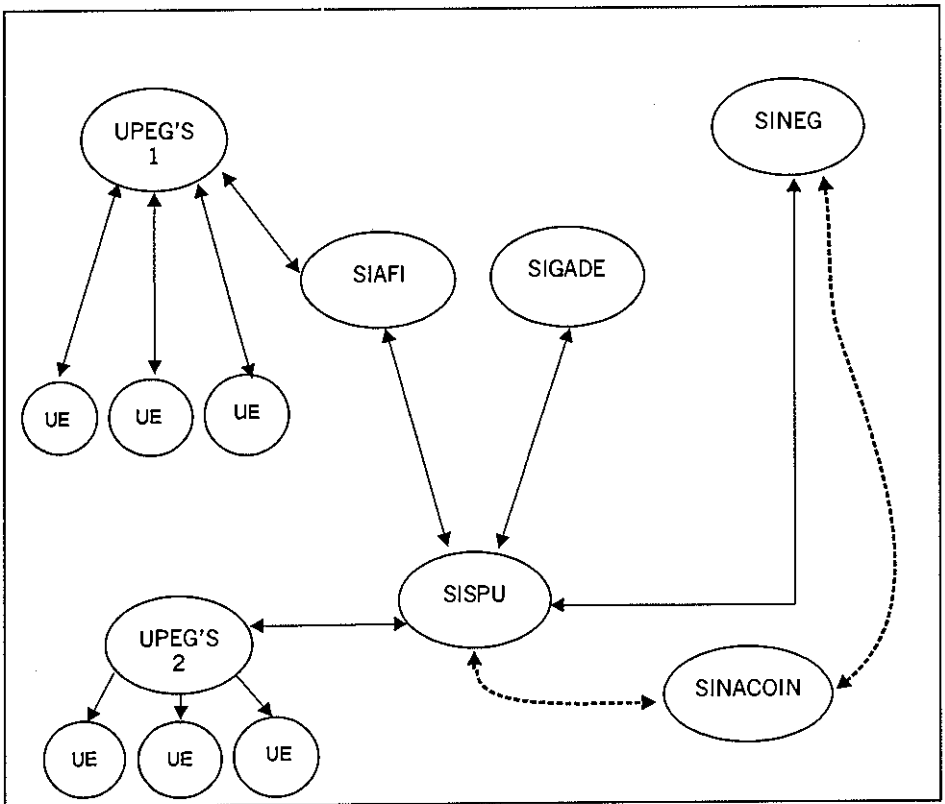 UPEG'S
1
SINEG
SIAFI
SIGADE
UE
UE
UE
SISPU
UPEG'S
2
SINACOIN
UE
UE
UE